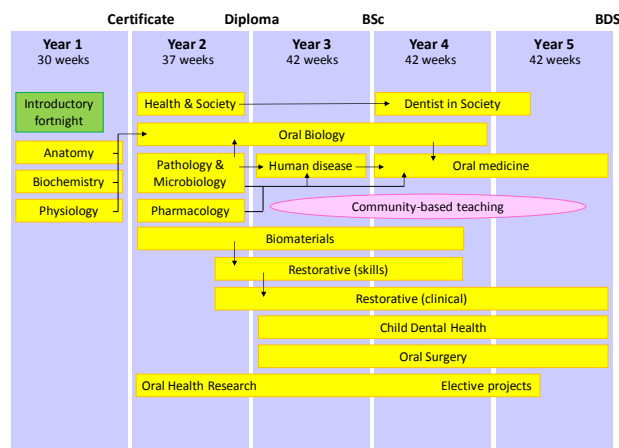 Certificate Diploma BSc BDS
Year 1 Year 2 Year 3 Year 4 Year 5
30 weeks 37 weeks 42 weeks 42 weeks 42 weeks
Introductory
fortnight
Health & Society Dentist in Society
Oral Biology
Anatomy
Pathology &
Microbiology
Human disease Oral medicine
Biochemistry
Physiology Pharmacology Community-based teaching
Biomaterials
Restorative (skills)
Restorative (clinical)
Child Dental Health
Oral Surgery
Oral Health Research Elective projects